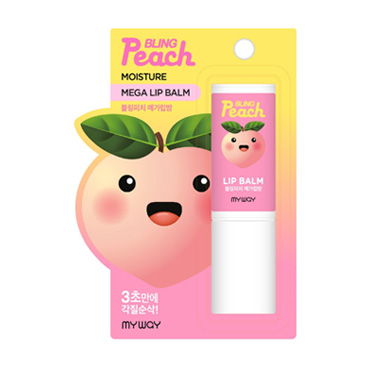 BLING
Peach
MOISTURE
MEGA LIP BALM
블링피치 메가립밤
3초만에
각질순삭!
MYWAY
BLING
Peach
LIP BALM
블링피치 메가립밤
MYWAY